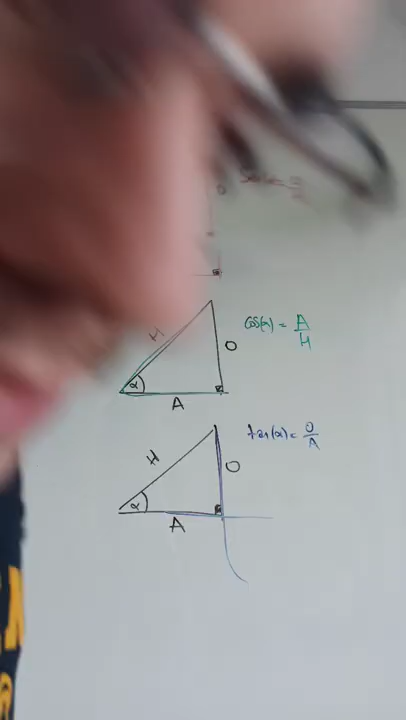 H
cos(α) = A/H
O
α
A
tan(α) = O/A
H
O
α
A